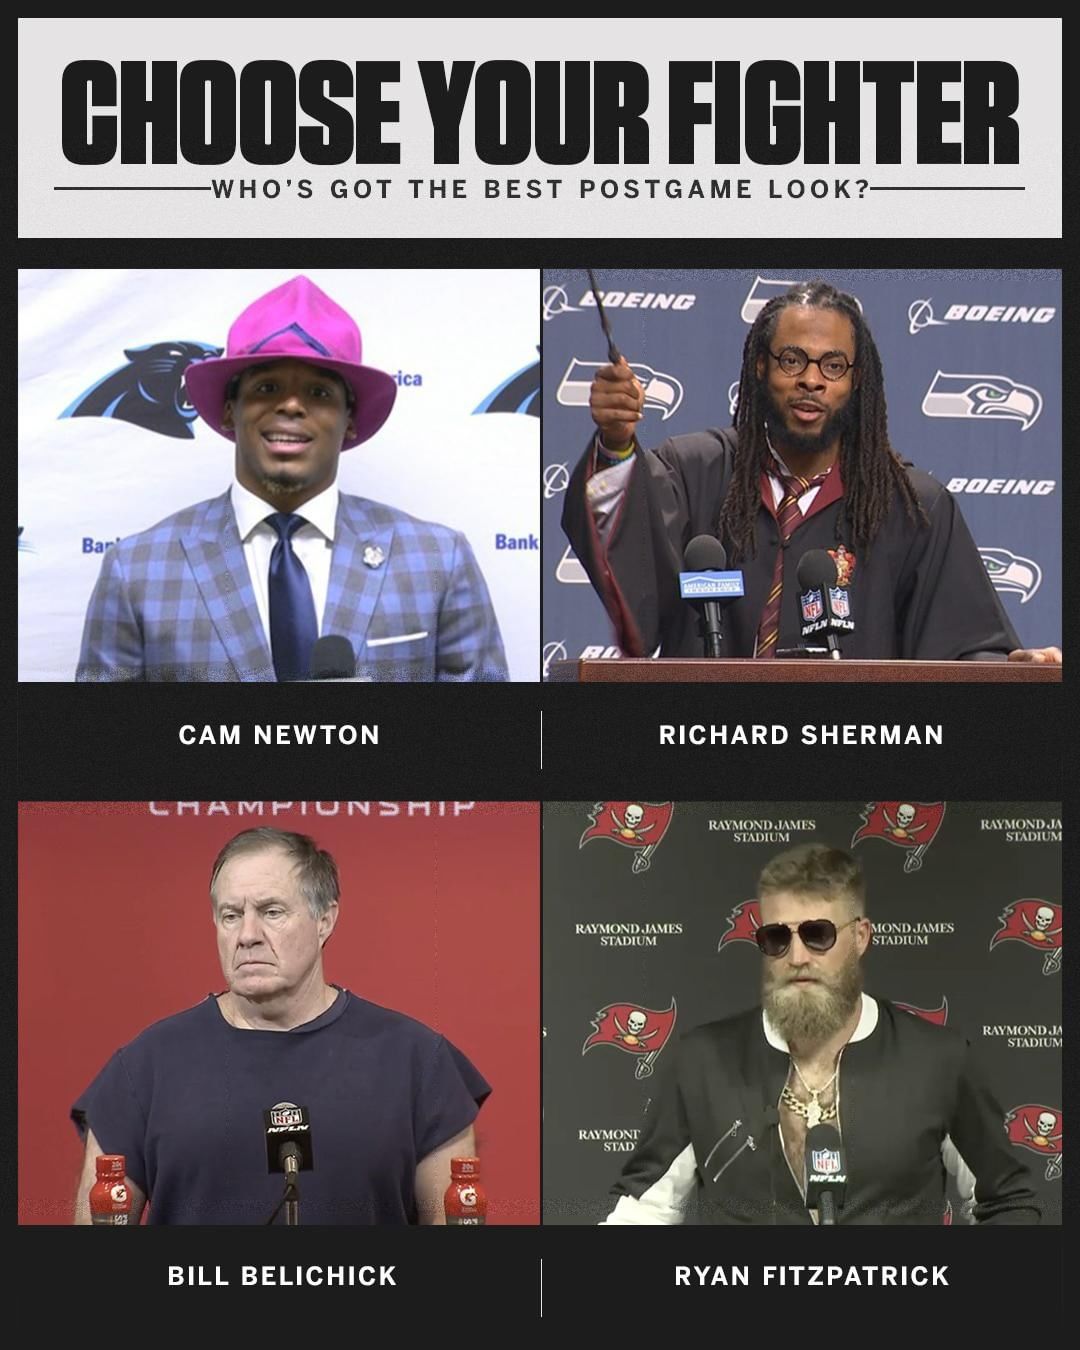 CHOOSE YOUR FIGHTER
WHO'S GOT THE BEST POSTGAME LOOK?
rica
Ban
Bank
BOEING
BOEING
BOEING
AMERICAN FAMILY
INSURANCE
NFL
NFL
NFLN
NFLN
CAM NEWTON
RICHARD SHERMAN
CHAMPIONSHIP
NFL
NFLN
RAYMOND JAMES
STADIUM
RAYMOND JA
STADIUM
RAYMOND JAMES
STADIUM
MOND JAMES
STADIUM
RAYMOND JA
STADIUM
RAYMON
STAD
NFL
NFLN
BILL BELICHICK
RYAN FITZPATRICK